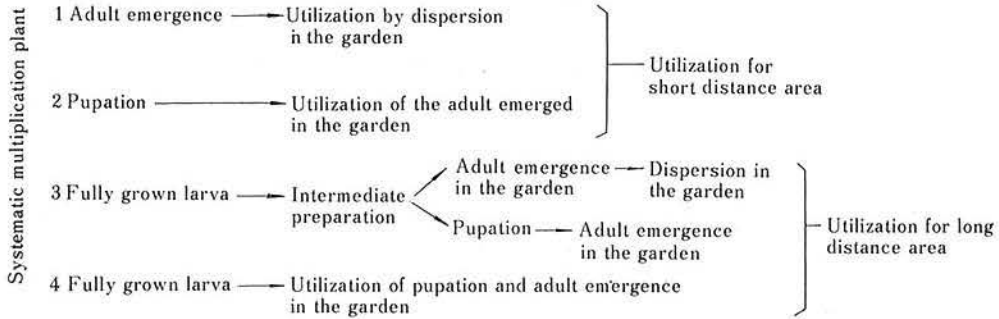 Systematic multiplication plant
1 Adult emergence
Utilization by dispersion
in the garden
Utilization for
short distance area
2 Pupation
Utilization of the adult emerged
in the garden
3 Fully grown larva
Intermediate
preparation
Adult emergence
in the garden
Dispersion in
the garden
Pupation
Adult emergence
in the garden
Utilization for long
distance area
4 Fully grown larva
Utilization of pupation and adult emergence
in the garden